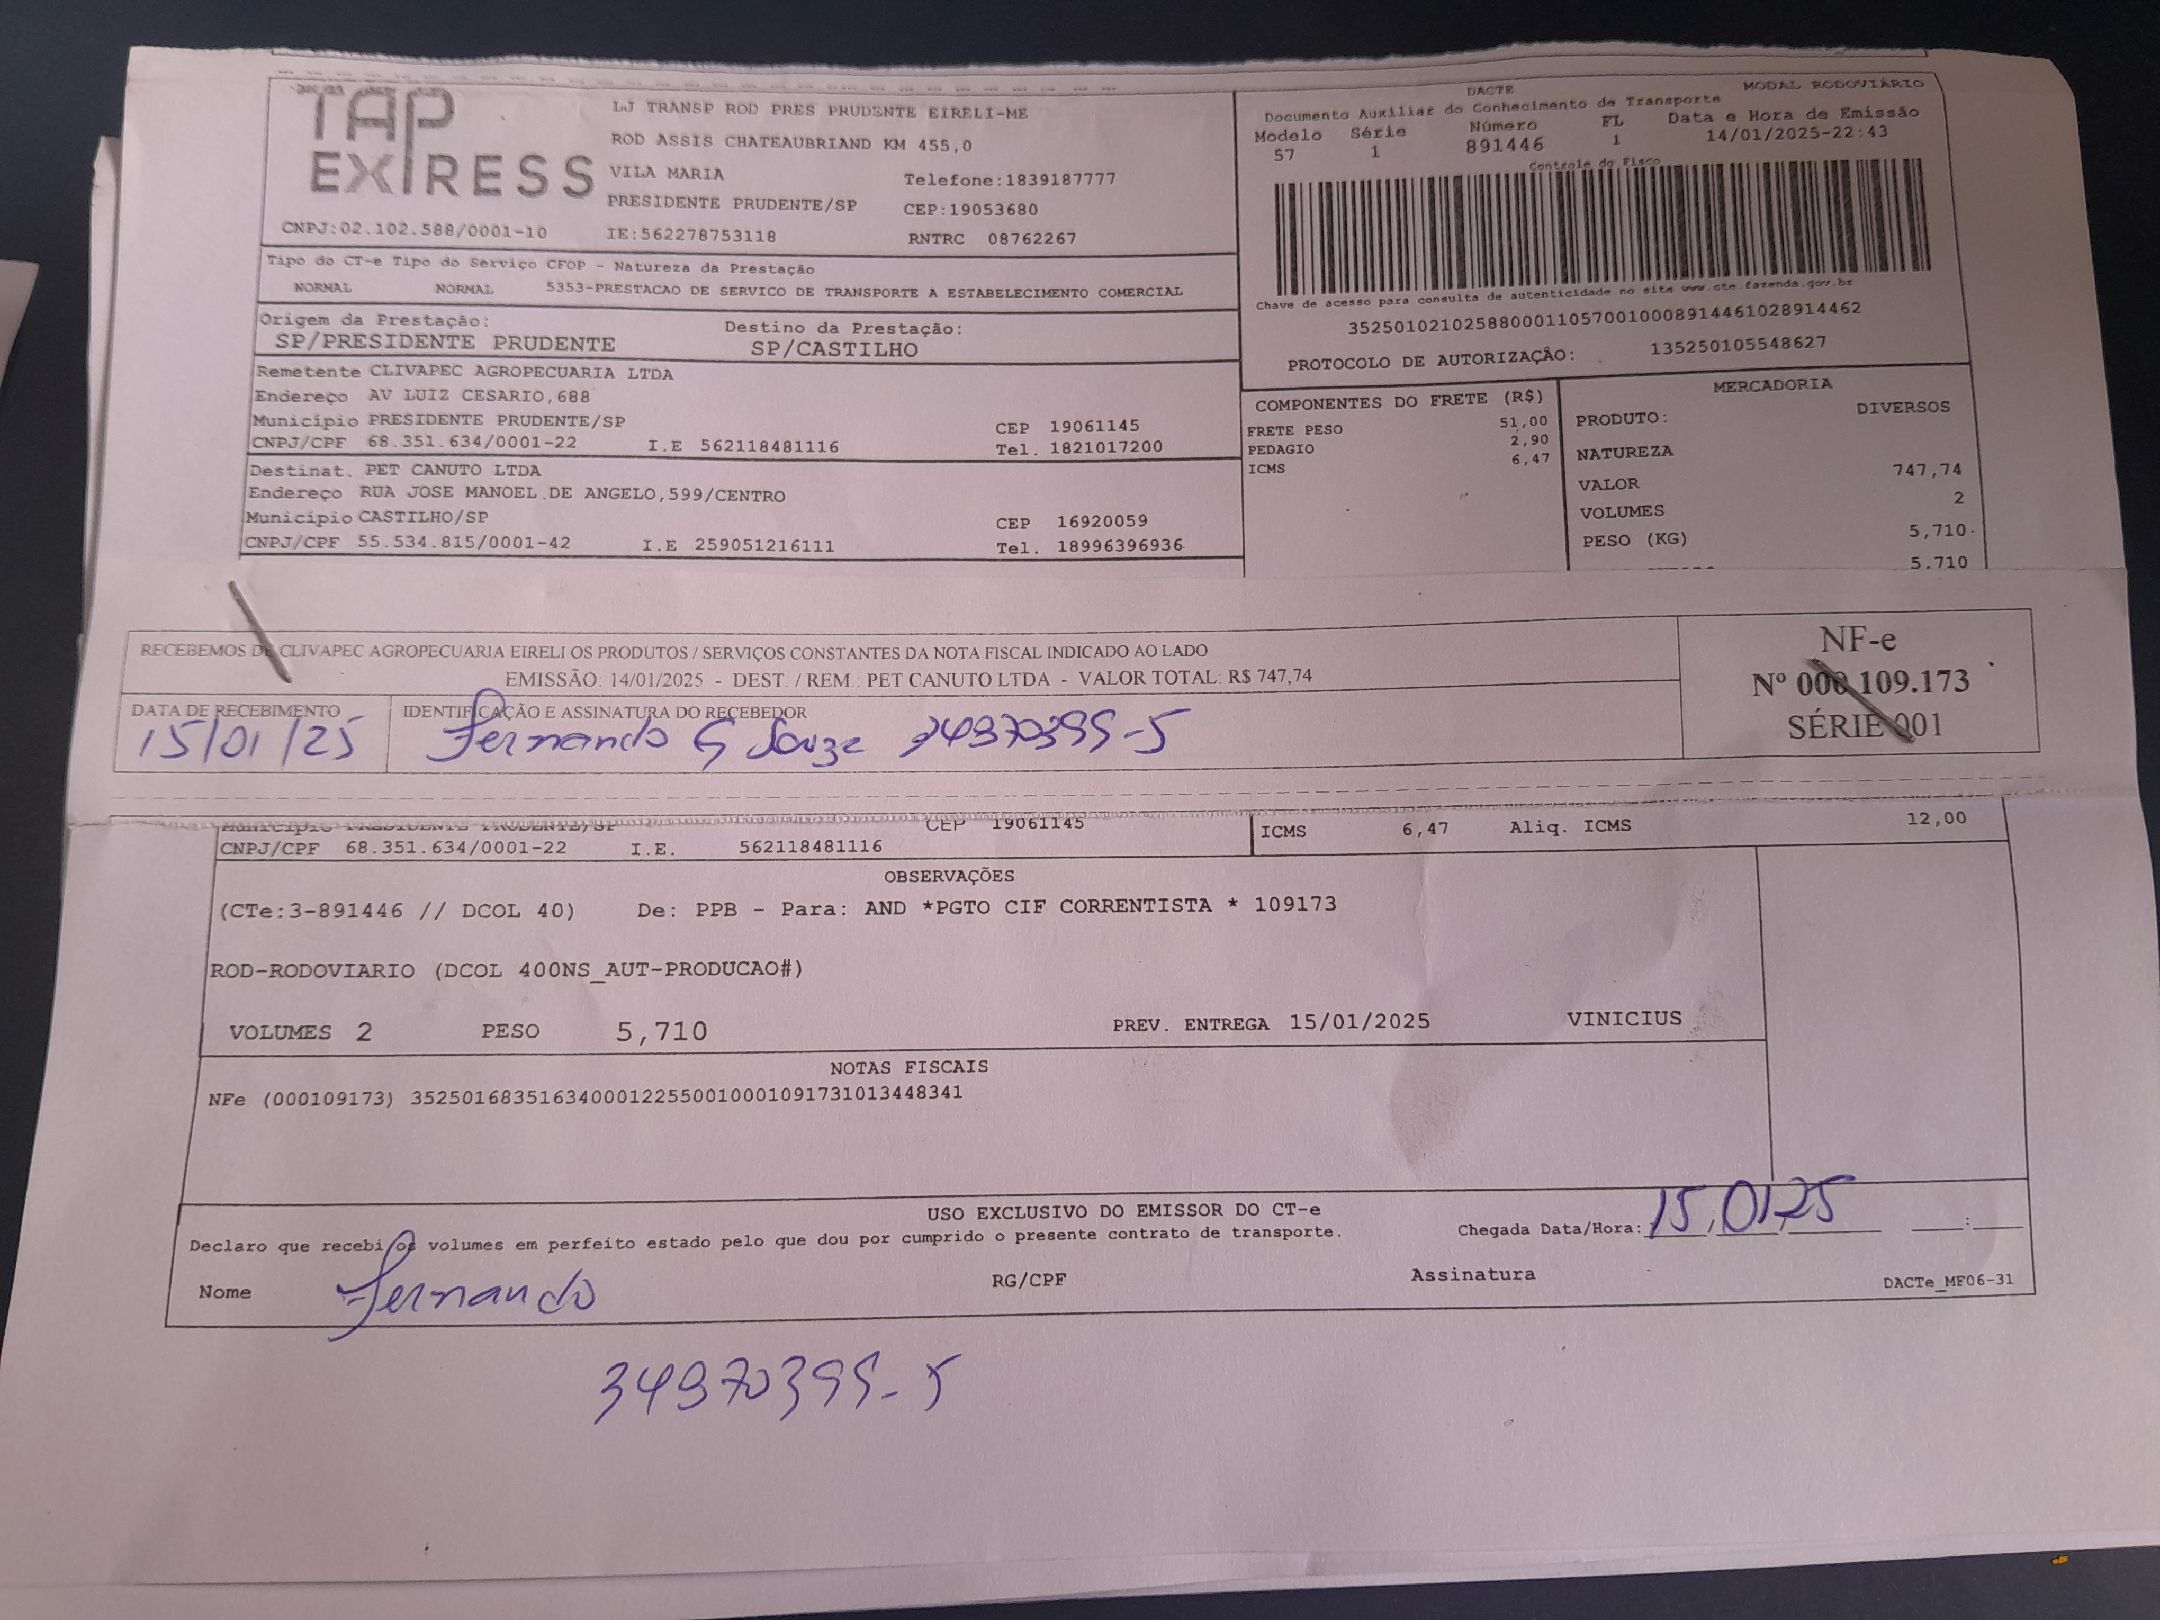 TAP
EXPRESS
CNPJ:02.102.588/0001-10
LJ TRANSP ROD PRES PRUDENTE EIRELI-ME
ROD ASSIS CHATEAUBRIAND KM 455,0
VILA MARIA Telefone:1839187777
PRESIDENTE PRUDENTE/SP CEP:19053680
IE:562278753118 RNTRC 08762267
DACTE MODAL RODOVIÁRIO
Documento Auxiliar do Conhecimento de Transporte
Modelo Série Número FL Data e Hora de Emissão
57 1 891446 1 14/01/2025-22:43
Controle do Fisco
Chave de acesso para consulta de autenticidade no site www.cte.fazenda.gov.br
35250102102588000110570010008914461028914462
PROTOCOLO DE AUTORIZAÇÃO: 135250105548627
Tipo do CT-e Tipo do Serviço CFOP - Natureza da Prestação
NORMAL NORMAL 5353-PRESTACAO DE SERVICO DE TRANSPORTE A ESTABELECIMENTO COMERCIAL
Origem da Prestação: Destino da Prestação:
SP/PRESIDENTE PRUDENTE SP/CASTILHO
Remetente CLIVAPEC AGROPECUARIA LTDA
Endereço AV LUIZ CESARIO,688
Município PRESIDENTE PRUDENTE/SP CEP 19061145
CNPJ/CPF 68.351.634/0001-22 I.E 562118481116 Tel. 1821017200
Destinat. PET CANUTO LTDA
Endereço RUA JOSE MANOEL DE ANGELO,599/CENTRO
Município CASTILHO/SP CEP 16920059
CNPJ/CPF 55.534.815/0001-42 I.E 259051216111 Tel. 18996396936
COMPONENTES DO FRETE (R$)
FRETE PESO 51,00
PEDAGIO 2,90
ICMS 6,47
MERCADORIA
PRODUTO: DIVERSOS
NATUREZA
VALOR 747,74
VOLUMES 2
PESO (KG) 5,710
5.710
RECEBEMOS DE CLIVAPEC AGROPECUARIA EIRELI OS PRODUTOS / SERVIÇOS CONSTANTES DA NOTA FISCAL INDICADO AO LADO
EMISSÃO: 14/01/2025 - DEST. / REM.: PET CANUTO LTDA - VALOR TOTAL: R$ 747,74
DATA DE RECEBIMENTO IDENTIFICAÇÃO E ASSINATURA DO RECEBEDOR
15/01/25 Fernando G Souza 34970399-5
NF-e
Nº 000.109.173
SÉRIE 001
Município PRESIDENTE PRUDENTE/SP CEP 19061145
CNPJ/CPF 68.351.634/0001-22 I.E. 562118481116
ICMS 6,47 Aliq. ICMS 12,00
OBSERVAÇÕES
(CTe:3-891446 // DCOL 40) De: PPB - Para: AND *PGTO CIF CORRENTISTA * 109173
ROD-RODOVIARIO (DCOL 400NS_AUT-PRODUCAO#)
VOLUMES 2 PESO 5,710 PREV. ENTREGA 15/01/2025 VINICIUS
NOTAS FISCAIS
NFe (000109173) 35250168351634000122550010001091731013448341
USO EXCLUSIVO DO EMISSOR DO CT-e
Declaro que recebi os volumes em perfeito estado pelo que dou por cumprido o presente contrato de transporte.
Chegada Data/Hora: 15,01,25 :
Nome Fernando RG/CPF Assinatura DACTe_MF06-31
34970399-5